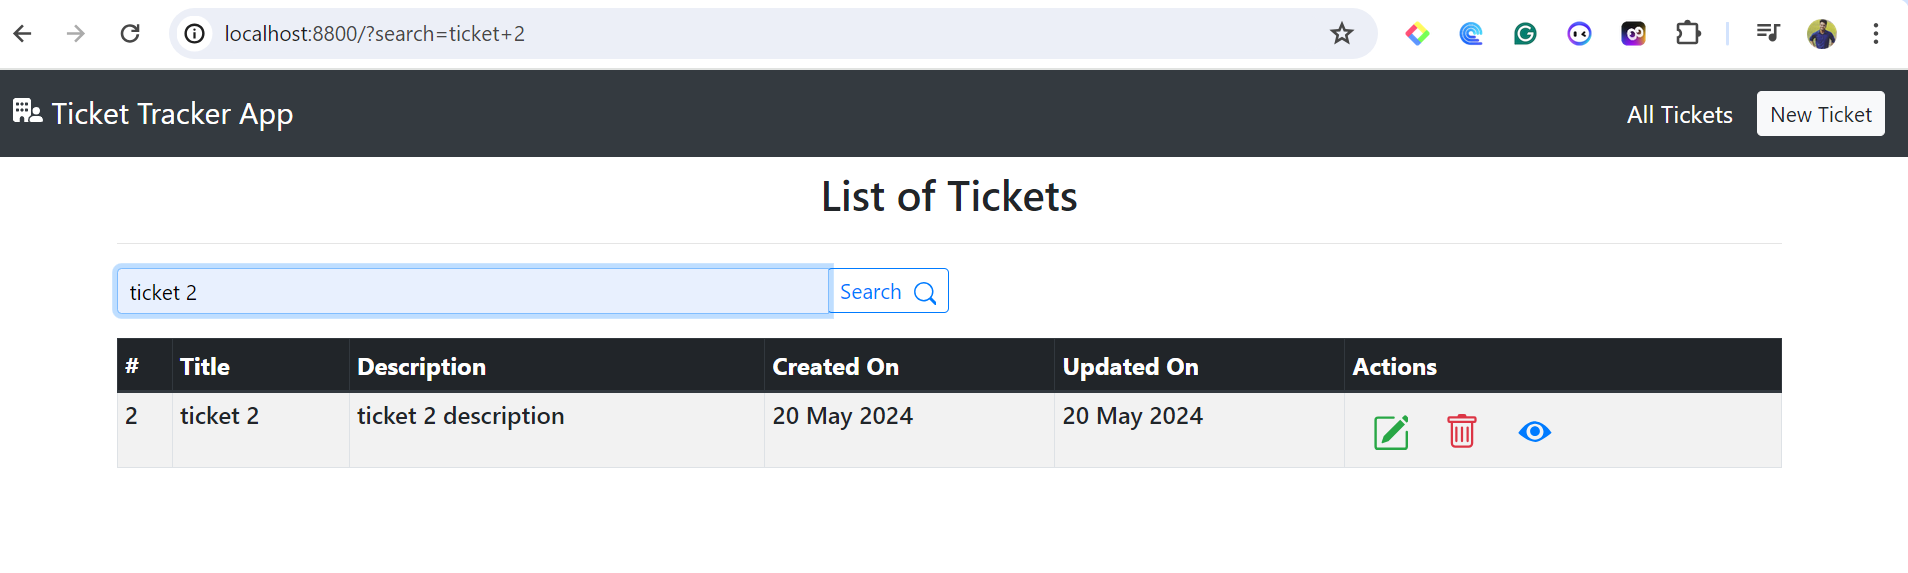 localhost:8800/?search=ticket+2
Ticket Tracker App
All Tickets
New Ticket
List of Tickets
ticket 2
Search
# Title Description Created On Updated On Actions
2 ticket 2 ticket 2 description 20 May 2024 20 May 2024